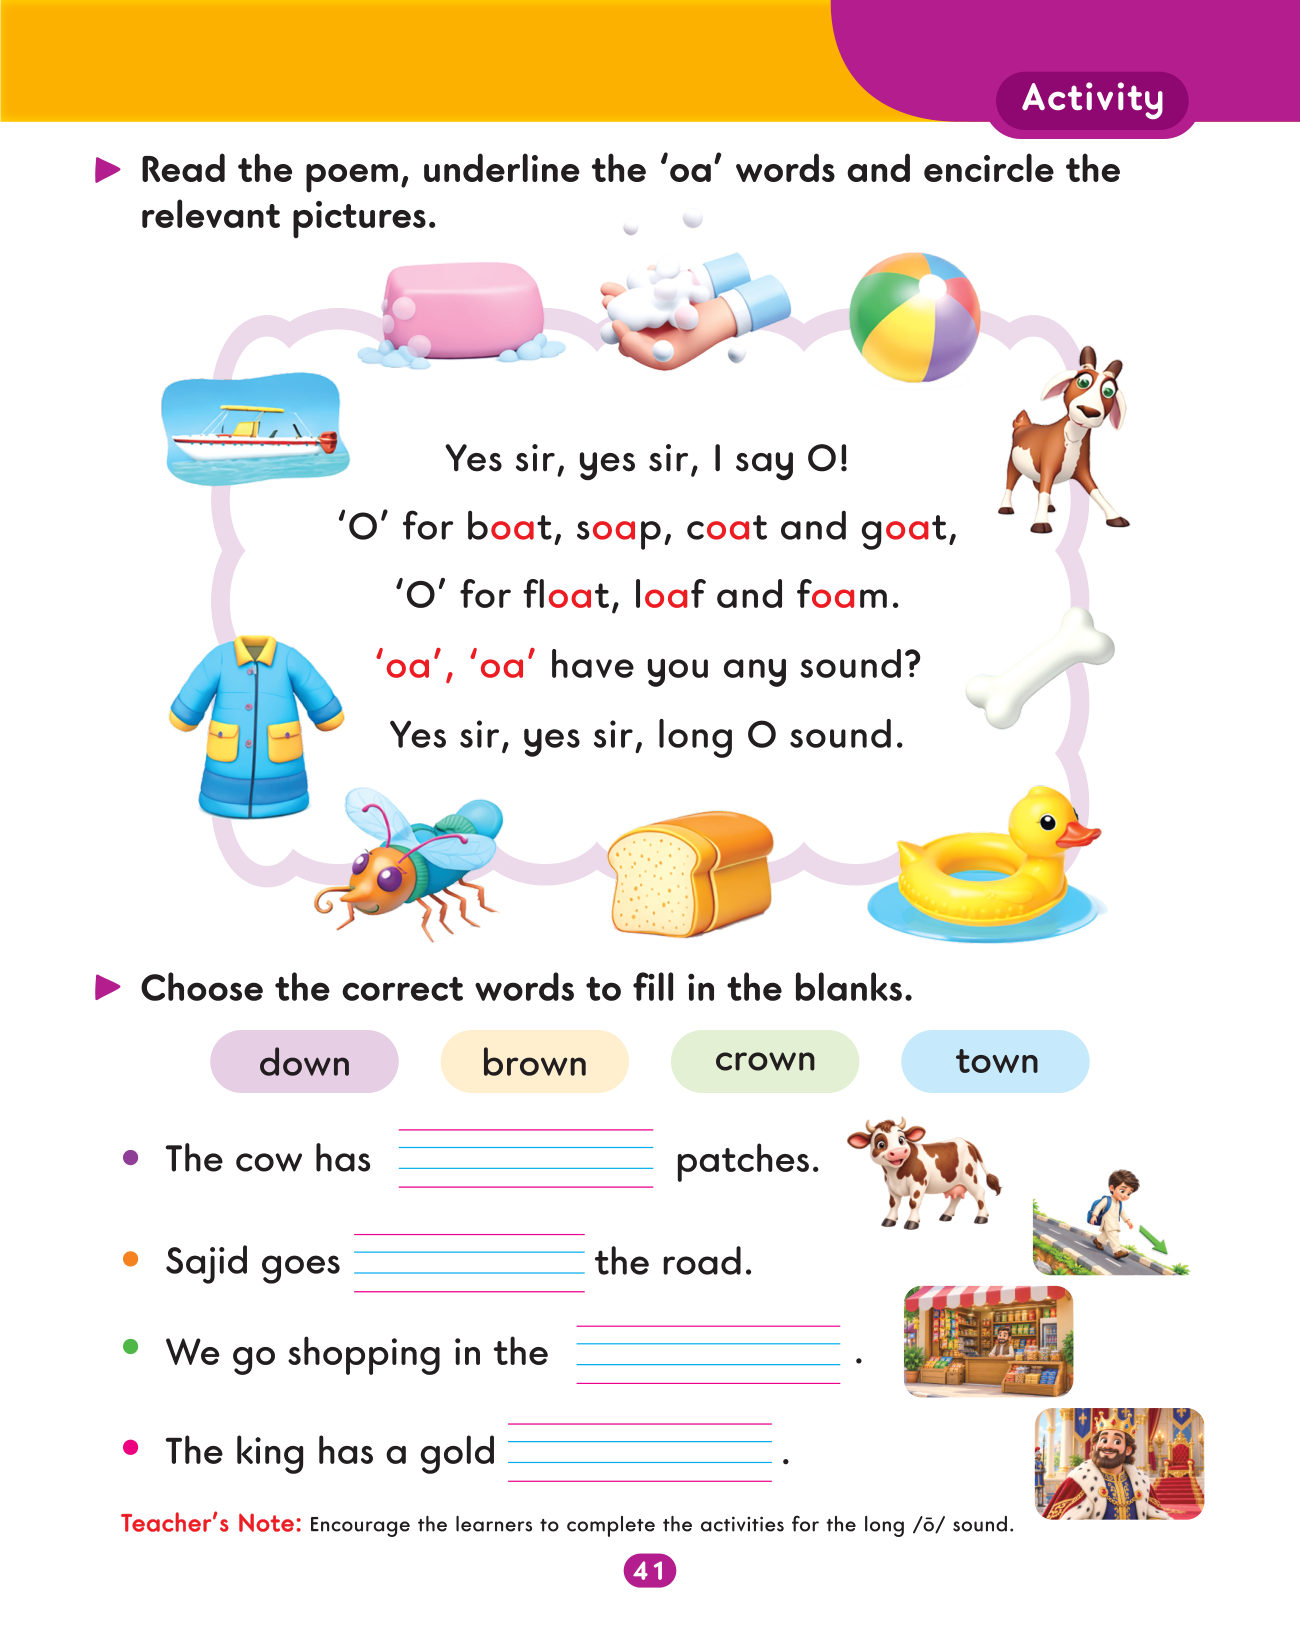 Activity
Read the poem, underline the ‘oa’ words and encircle the
relevant pictures.
Yes sir, yes sir, I say O!
‘O’ for boat, soap, coat and goat,
‘O’ for float, loaf and foam.
‘oa’, ‘oa’ have you any sound?
Yes sir, yes sir, long O sound.
Choose the correct words to fill in the blanks.
down brown crown town
The cow has patches.
Sajid goes the road.
We go shopping in the .
The king has a gold .
Teacher’s Note: Encourage the learners to complete the activities for the long /ō/ sound.
41